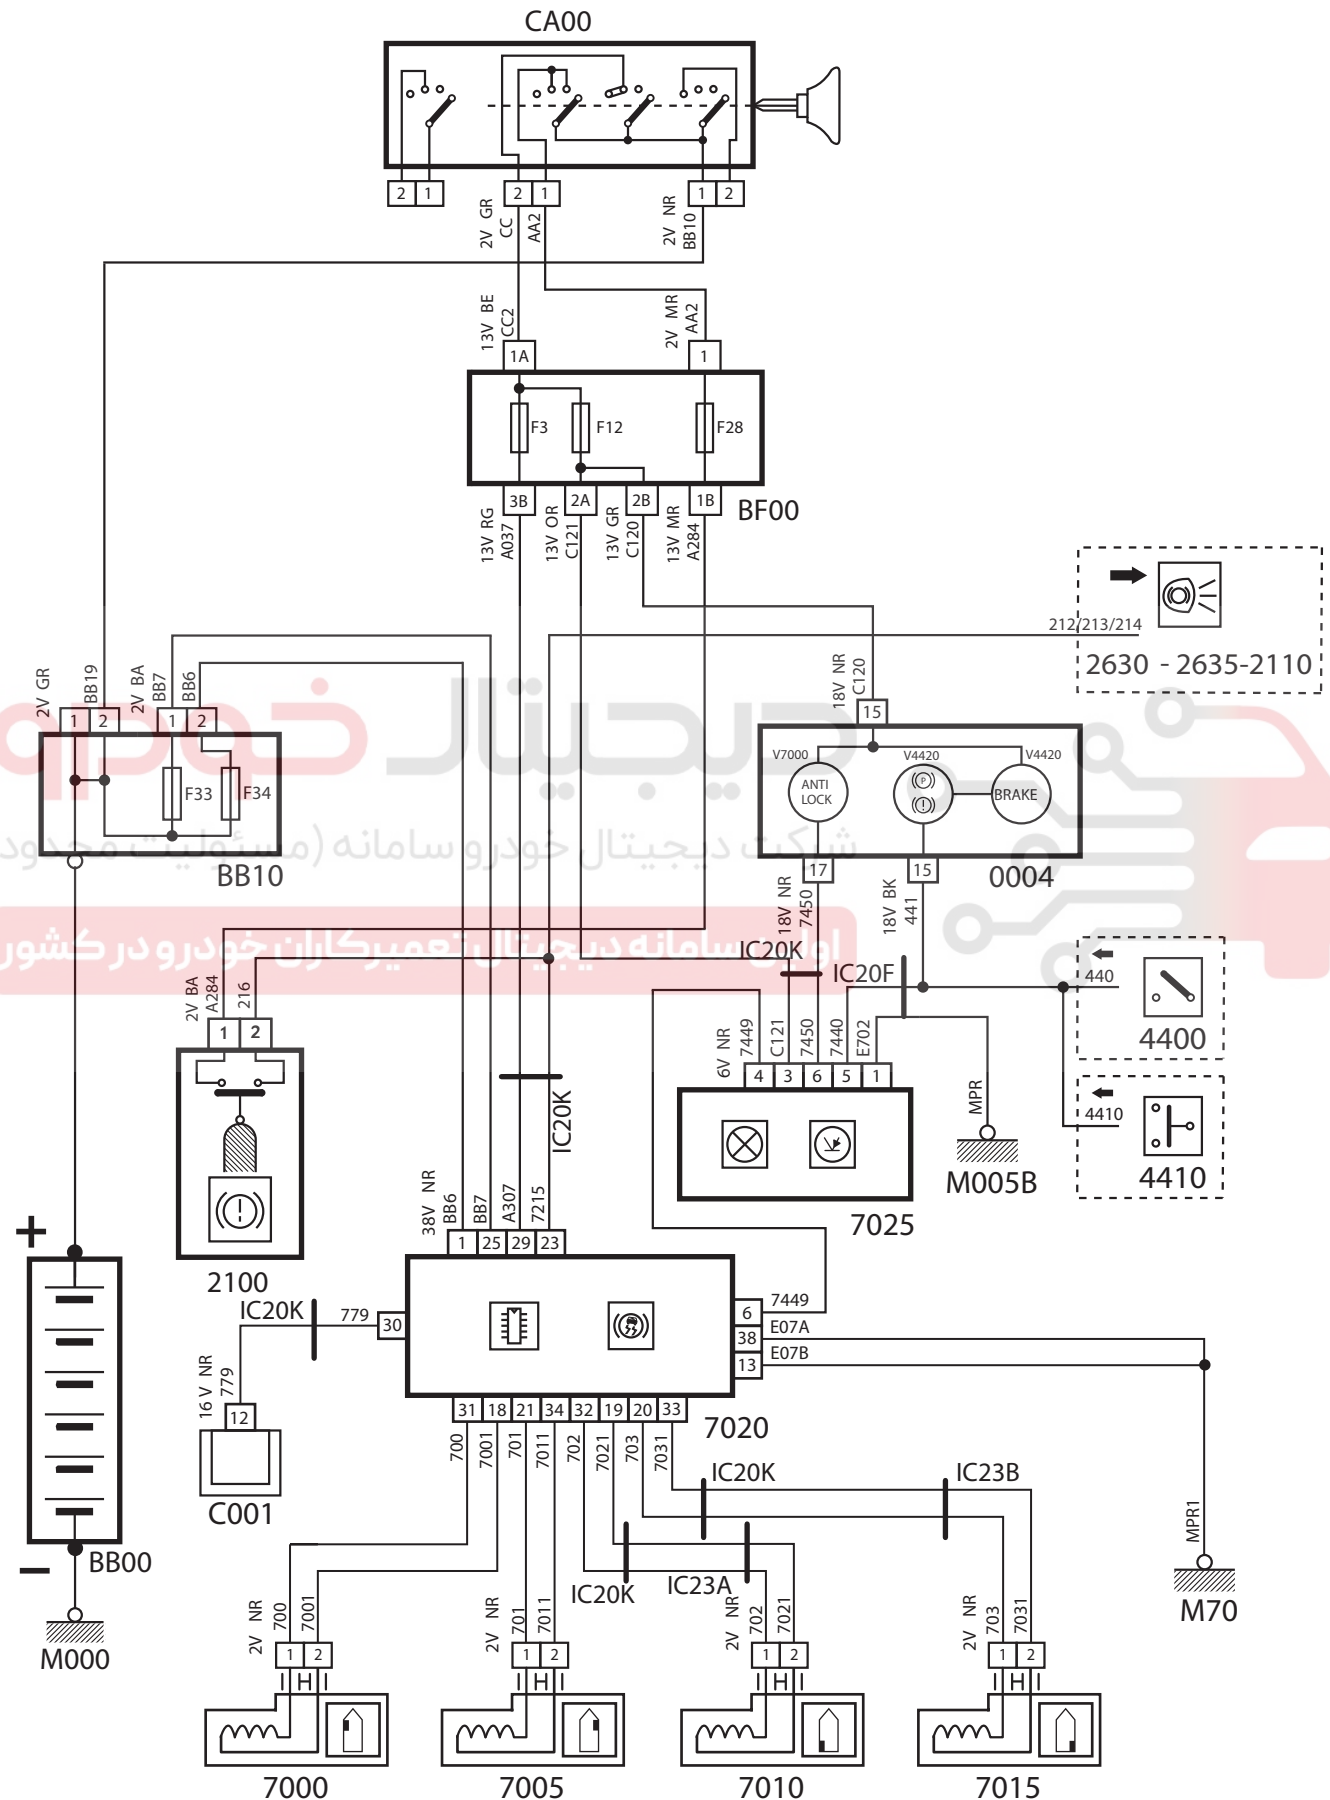 CA00
2 1 2 1 1 2
2V GR CC AA2 2V NR BB10
13V BE CC2 2V MR AA2
1A 1
F3 F12 F28
3B 2A 2B 1B
BF00
13V RG A037 13V OR C121 13V GR C120 13V MR A284
212/213/214
2630 - 2635-2110
2V GR BB19 2V BA BB7 BB6
18V NR C120
دیجیتال خودرو
1 2 1 2
15
V7000 V4420 V4420
F33 F34
ANTI
LOCK
P
!
BRAKE
شرکت دیجیتال خودرو سامانه (مسئولیت محدود
BB10
17 15
0004
18V NR 7450 18V BK 441
اولین سامانه دیجیتال تعمیرکاران خودرو در کشور
IC20K
IC20F
440
4400
2V BA A284 216
1 2
6V NR 7449 C121 7450 7440 E702
4 3 6 5 1
MPR
4410
4410
IC20K
M005B
7025
38V NR BB6 BB7 A307 7215
!
1 25 29 23
+
2100
IC20K
779
30
6 7449
38 E07A
13 E07B
16 V NR 779
12
31 18 21 34 32 19 20 33
7020
700 7001 701 7011 702 7021 703 7031
C001
IC20K
IC23B
MPR1
BB00
–
IC20K
IC23A
M70
M000
2V NR 700 7001 2V NR 701 7011 2V NR 702 7021 2V NR 703 7031
1 2 1 2 1 2 1 2
7000 7005 7010 7015